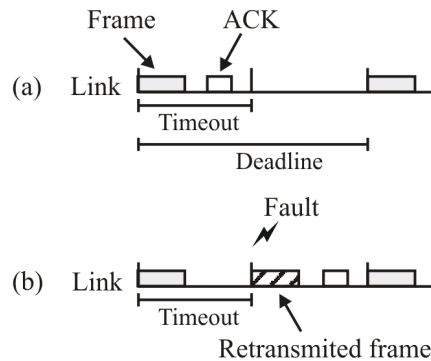 Frame
ACK
(a) Link
Timeout
Deadline
Fault
(b) Link
Timeout
Retransmited frame